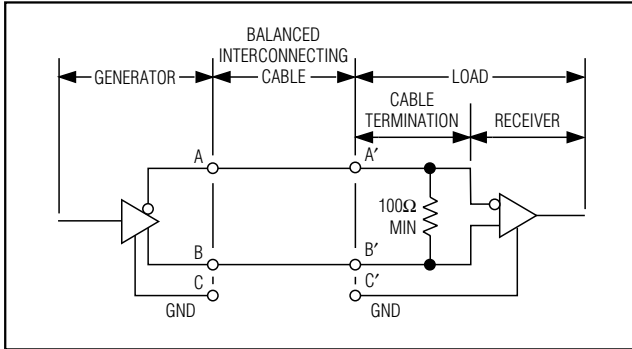 BALANCED
INTERCONNECTING
CABLE
GENERATOR
LOAD
CABLE
TERMINATION
RECEIVER
A
A′
100Ω
MIN
B
B′
C
C′
GND
GND